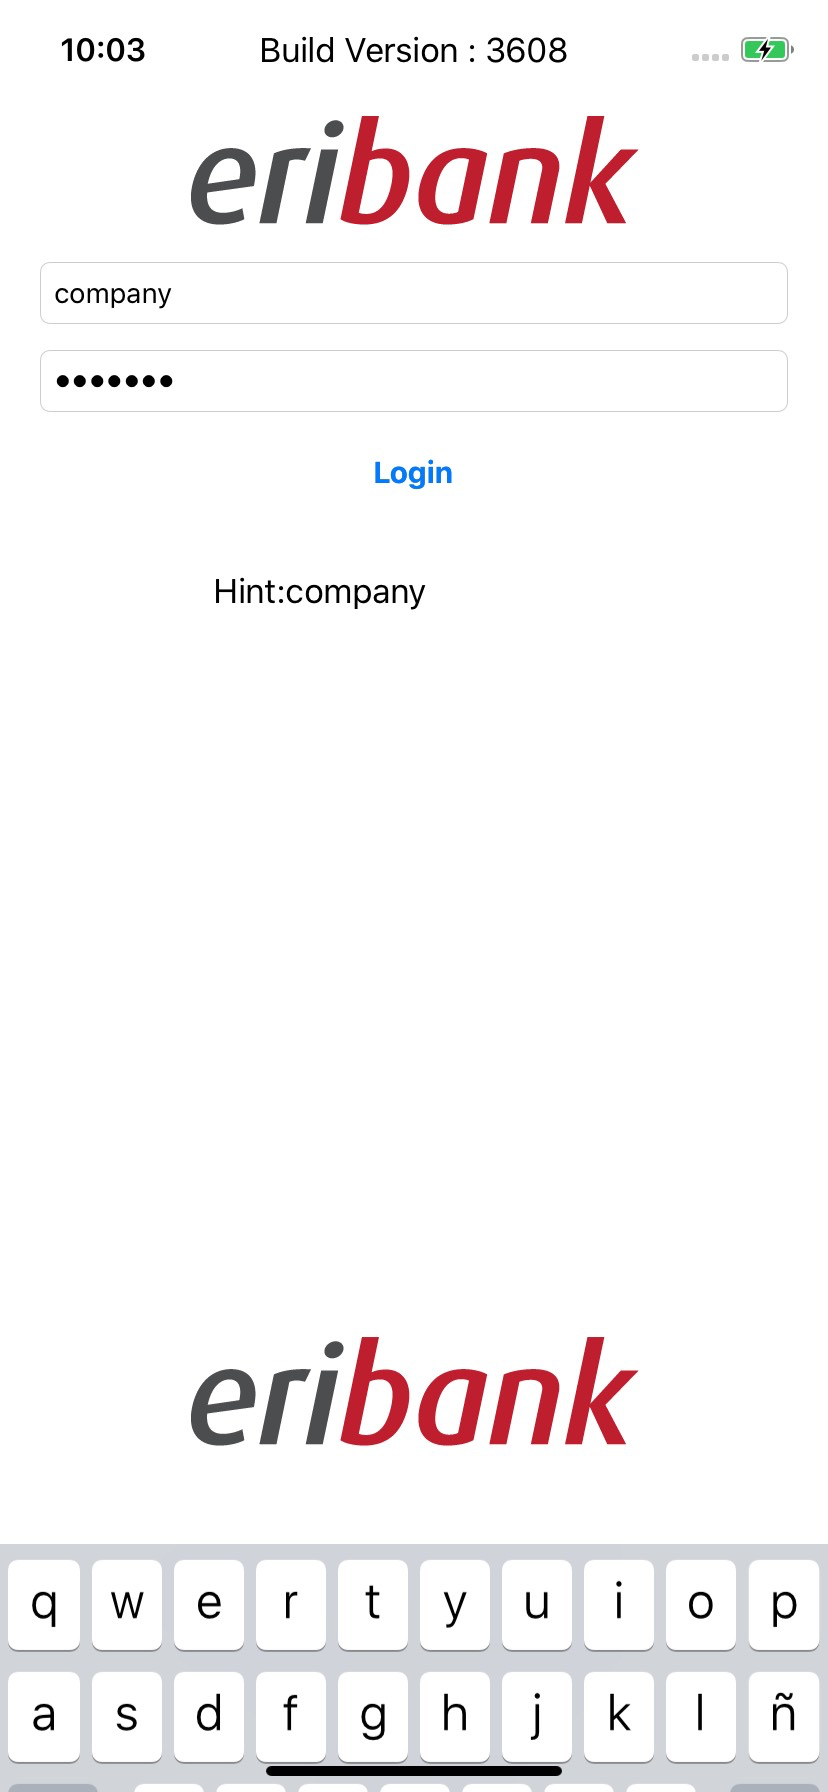 10:03 Build Version : 3608
eribank
company
•••••••
Login
Hint:company
eribank
q w e r t y u i o p
a s d f g h j k l ñ